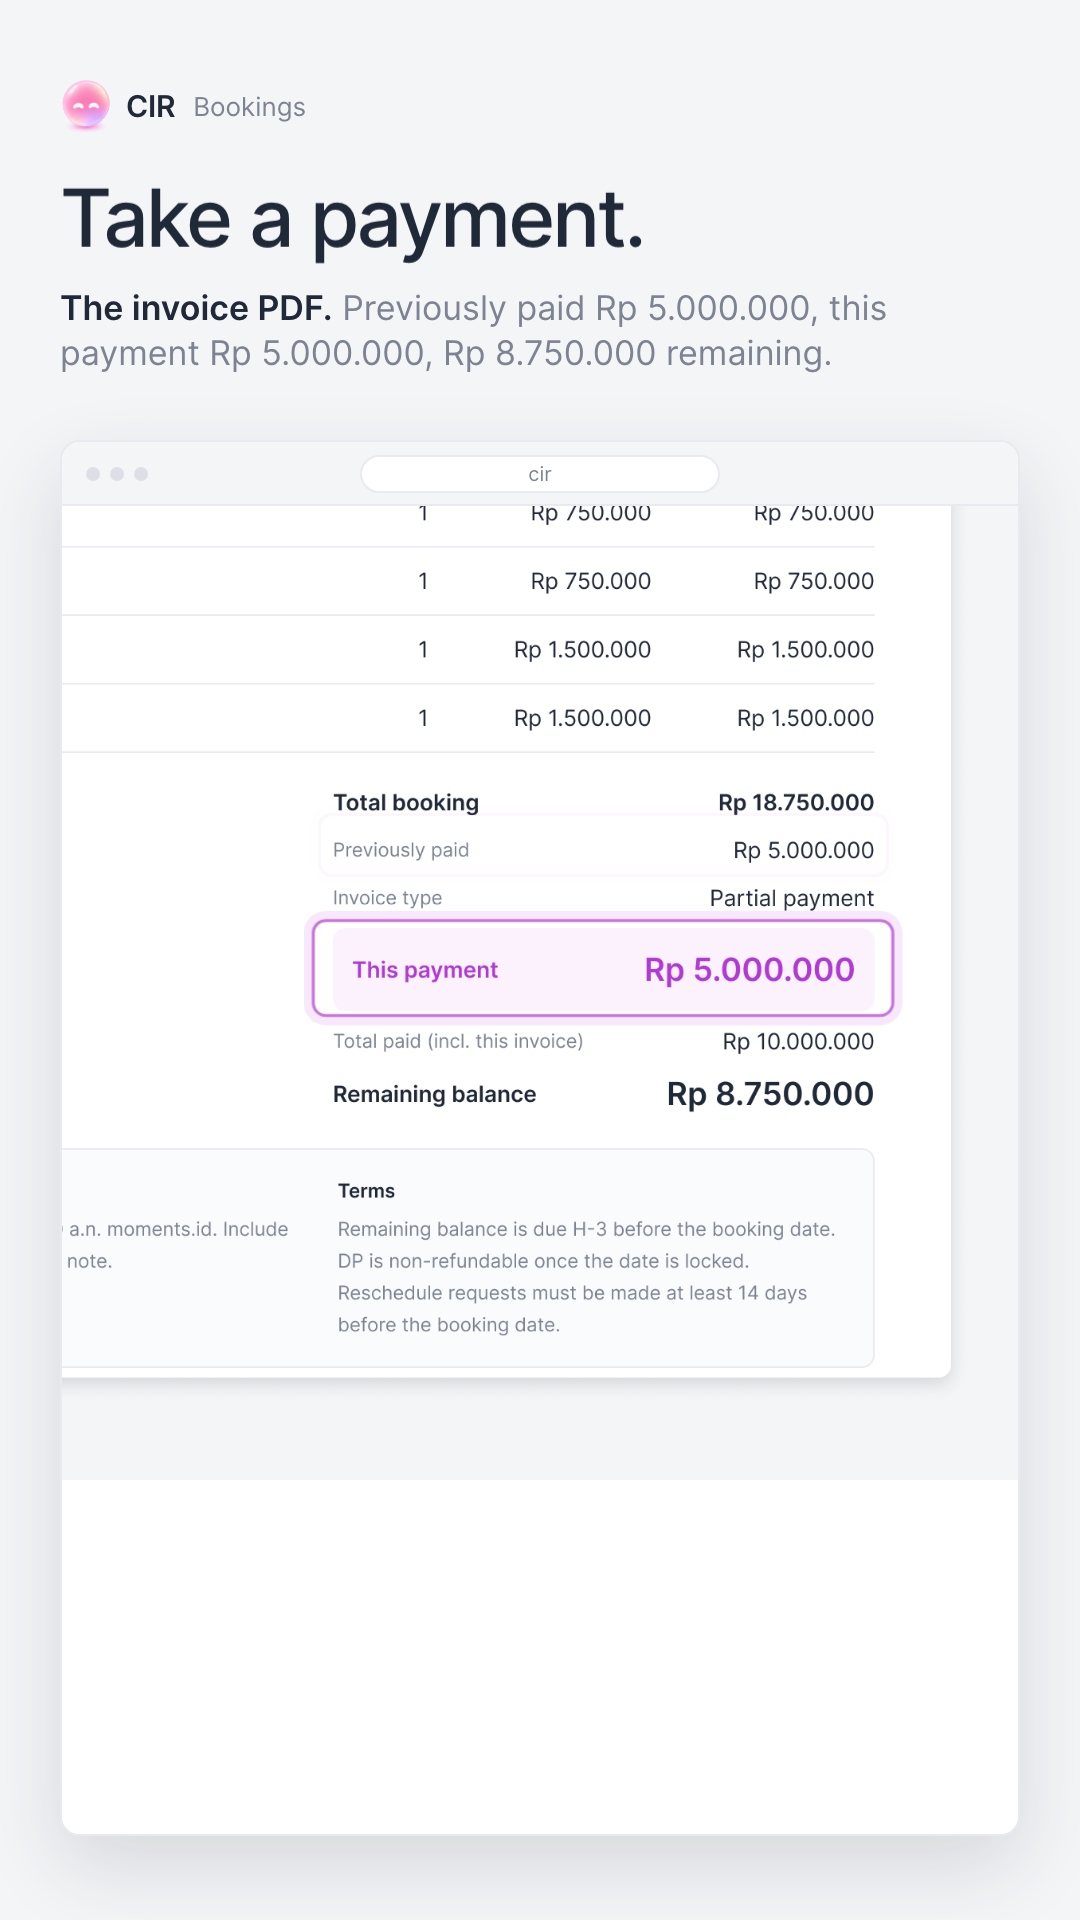 CIR Bookings
Take a payment.
The invoice PDF. Previously paid Rp 5.000.000, this
payment Rp 5.000.000, Rp 8.750.000 remaining.
cir
1 Rp 750.000 Rp 750.000
1 Rp 750.000 Rp 750.000
1 Rp 1.500.000 Rp 1.500.000
1 Rp 1.500.000 Rp 1.500.000
Total booking Rp 18.750.000
Previously paid Rp 5.000.000
Invoice type Partial payment
This payment Rp 5.000.000
Total paid (incl. this invoice) Rp 10.000.000
Remaining balance Rp 8.750.000
a.n. moments.id. Include
note.
Terms
Remaining balance is due H-3 before the booking date.
DP is non-refundable once the date is locked.
Reschedule requests must be made at least 14 days
before the booking date.